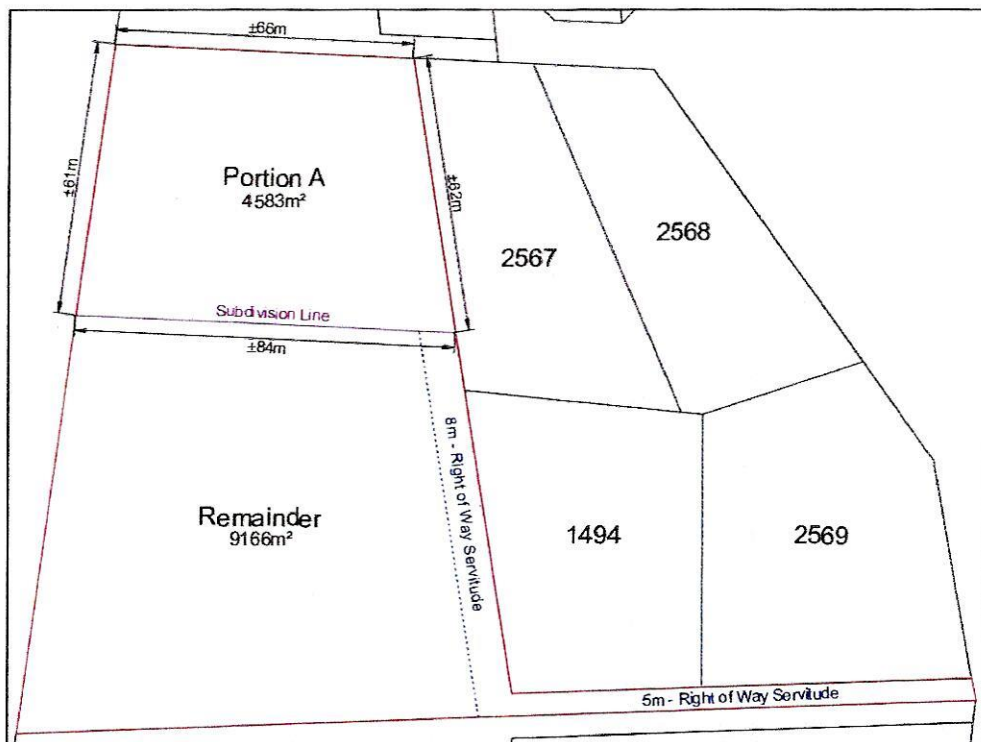 ±66m
±61m
Portion A
4583m²
±62m
2567
2568
Subdivision Line
±84m
8m - Right of Way Servitude
Remainder
9166m²
1494
2569
5m - Right of Way Servitude